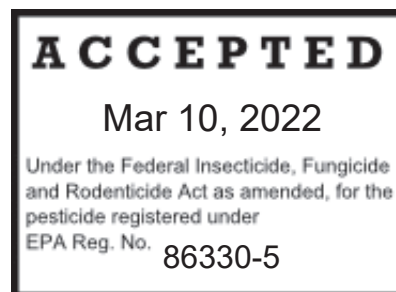 ACCEPTED
Mar 10, 2022
Under the Federal Insecticide, Fungicide
and Rodenticide Act as amended, for the
pesticide registered under
EPA Reg. No. 86330-5